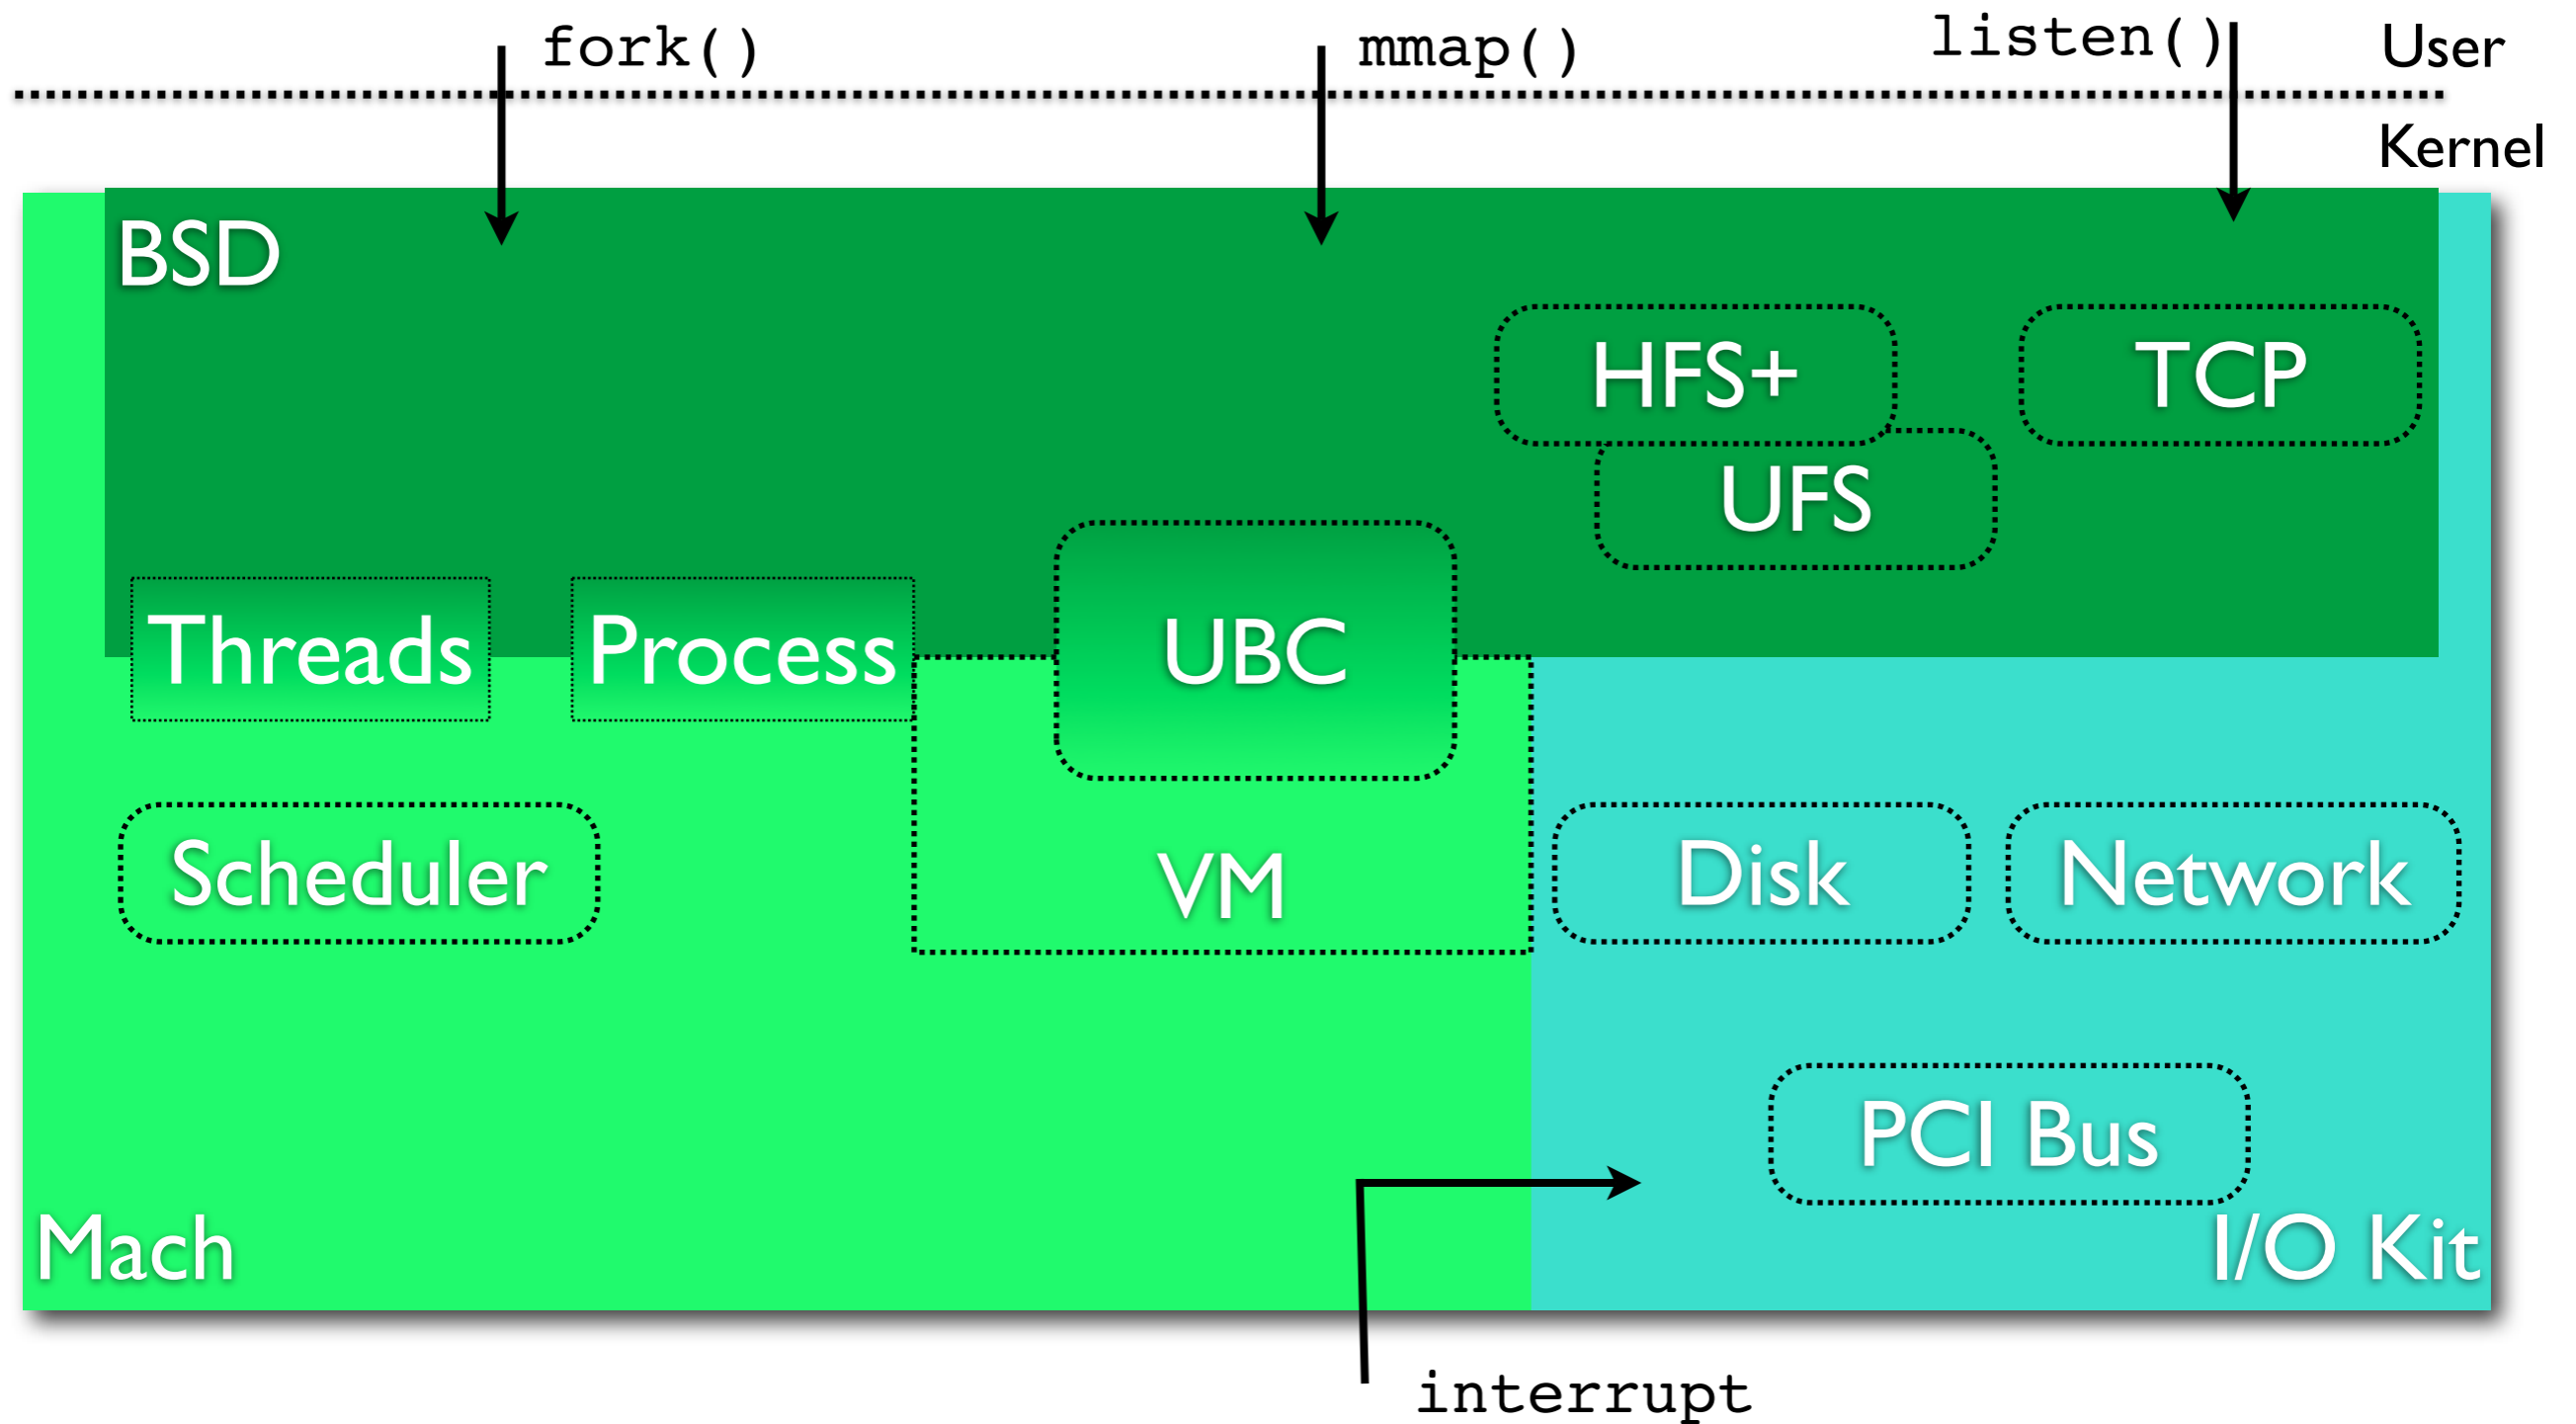 fork()
mmap()
listen()
User
Kernel
BSD
HFS+
TCP
UFS
Threads
Process
UBC
Scheduler
VM
Disk
Network
PCI Bus
Mach
I/O Kit
interrupt